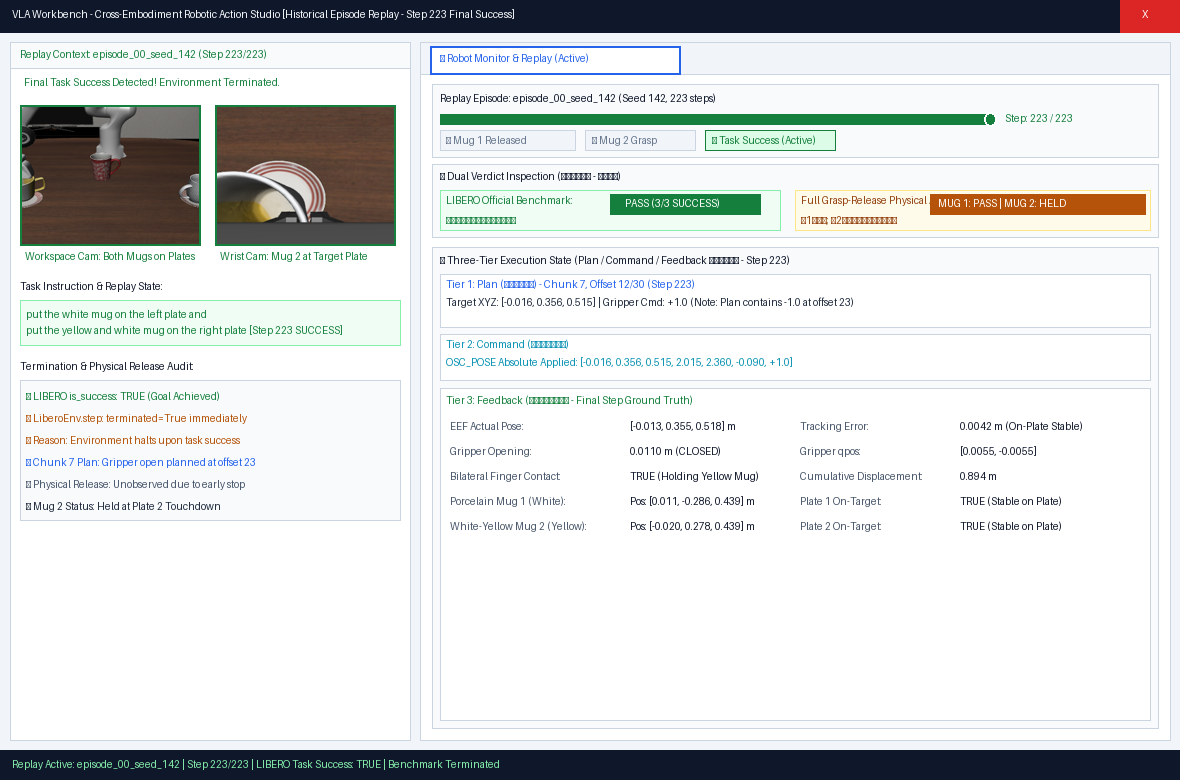 VLA Workbench - Cross-Embodiment Robotic Action Studio [Historical Episode Replay - Step 223 Final Success]
X
Replay Context: episode_00_seed_142 (Step 223/223)
Final Task Success Detected! Environment Terminated.
Workspace Cam: Both Mugs on Plates
Wrist Cam: Mug 2 at Target Plate
Task Instruction & Replay State:
put the white mug on the left plate and
put the yellow and white mug on the right plate [Step 223 SUCCESS]
Termination & Physical Release Audit:
LIBERO is_success: TRUE (Goal Achieved)
LiberoEnv.step: terminated=True immediately
Reason: Environment halts upon task success
Chunk 7 Plan: Gripper open planned at offset 23
Physical Release: Unobserved due to early stop
Mug 2 Status: Held at Plate 2 Touchdown
Robot Monitor & Replay (Active)
Replay Episode: episode_00_seed_142 (Seed 142, 223 steps)
Step: 223 / 223
Mug 1 Released
Mug 2 Grasp
Task Success (Active)
Dual Verdict Inspection ( - )
LIBERO Official Benchmark:
PASS (3/3 SUCCESS)
Full Grasp-Release Physical
MUG 1: PASS | MUG 2: HELD
1 ; 2
Three-Tier Execution State (Plan / Command / Feedback - Step 223)
Tier 1: Plan ( ) - Chunk 7, Offset 12/30 (Step 223)
Target XYZ: [-0.016, 0.356, 0.515] | Gripper Cmd: +1.0 (Note: Plan contains -1.0 at offset 23)
Tier 2: Command ( )
OSC_POSE Absolute Applied: [-0.016, 0.356, 0.515, 2.015, 2.360, -0.090, +1.0]
Tier 3: Feedback ( - Final Step Ground Truth)
EEF Actual Pose:
[-0.013, 0.355, 0.518] m
Tracking Error:
0.0042 m (On-Plate Stable)
Gripper Opening:
0.0110 m (CLOSED)
Gripper qpos:
[0.0055, -0.0055]
Bilateral Finger Contact:
TRUE (Holding Yellow Mug)
Cumulative Displacement:
0.894 m
Porcelain Mug 1 (White):
Pos: [0.011, -0.286, 0.439] m
Plate 1 On-Target:
TRUE (Stable on Plate)
White-Yellow Mug 2 (Yellow):
Pos: [-0.020, 0.278, 0.439] m
Plate 2 On-Target:
TRUE (Stable on Plate)
Replay Active: episode_00_seed_142 | Step 223/223 | LIBERO Task Success: TRUE | Benchmark Terminated